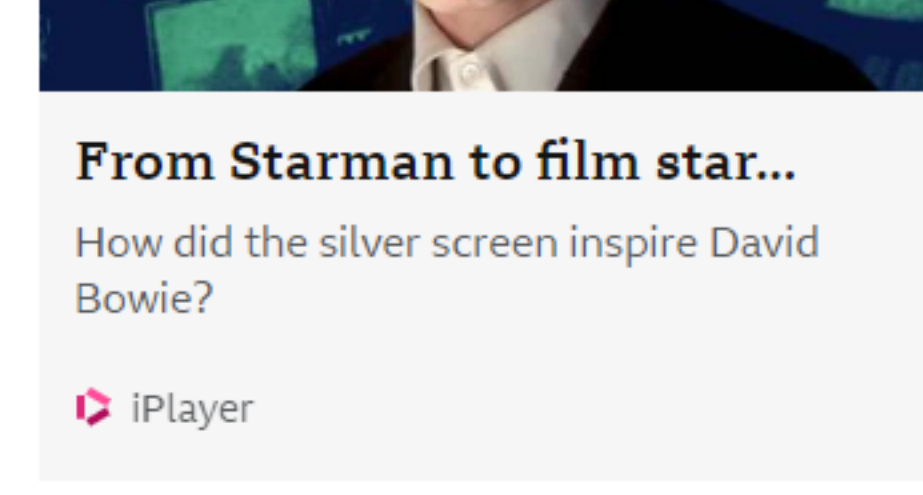 From Starman to film star...
How did the silver screen inspire David
Bowie?
iPlayer